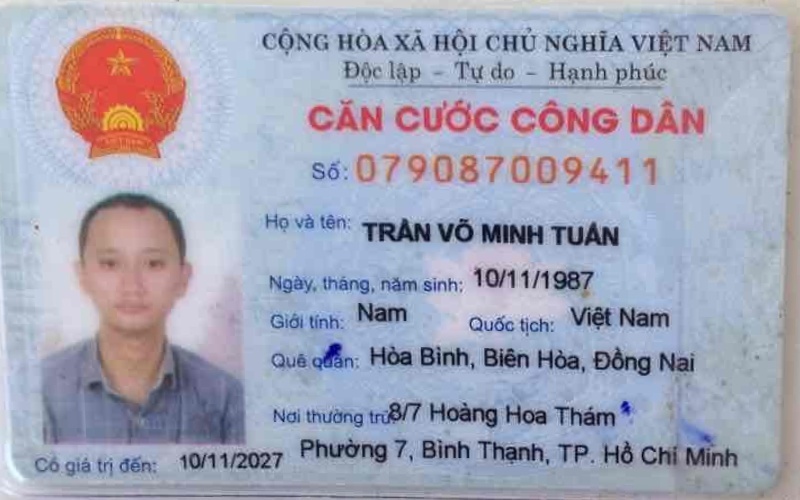 CỘNG HÒA XÃ HỘI CHỦ NGHĨA VIỆT NAM
Độc lập - Tự do - Hạnh phúc
CĂN CƯỚC CÔNG DÂN
Số: 079087009411
Họ và tên: TRẦN VÕ MINH TUẤN
Ngày, tháng, năm sinh: 10/11/1987
Giới tính: Nam Quốc tịch: Việt Nam
Quê quán: Hòa Bình, Biên Hòa, Đồng Nai
Nơi thường trú: 8/7 Hoàng Hoa Thám
Phường 7, Bình Thạnh, TP. Hồ Chí Minh
Có giá trị đến: 10/11/2027